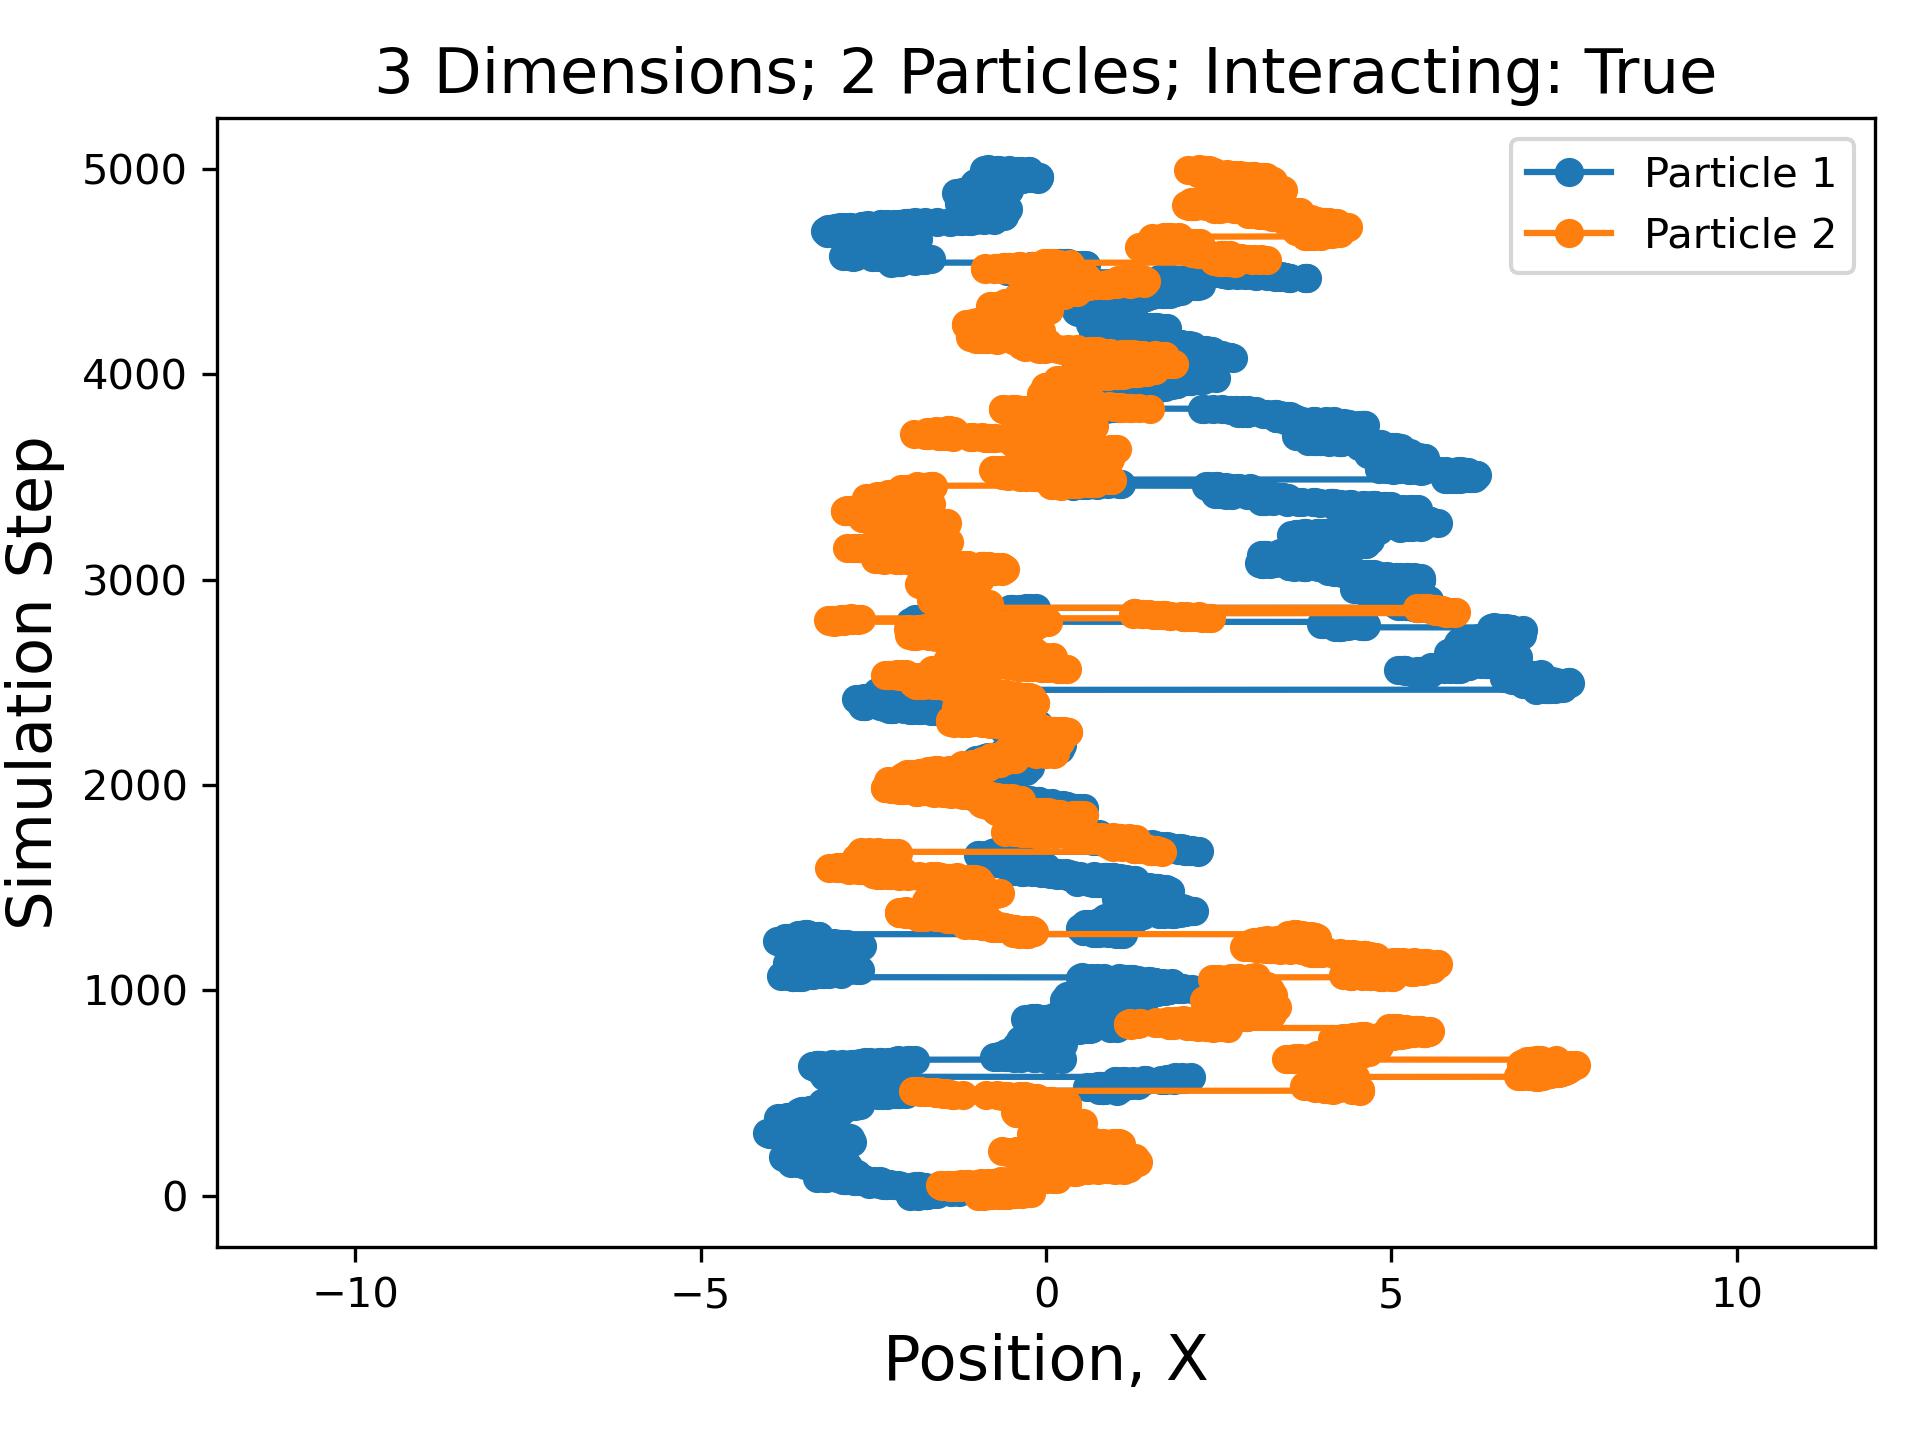 3 Dimensions; 2 Particles; Interacting: True
Particle 1
Particle 2
Simulation Step
5000
4000
3000
2000
1000
0
−10
−5
0
5
10
Position, X